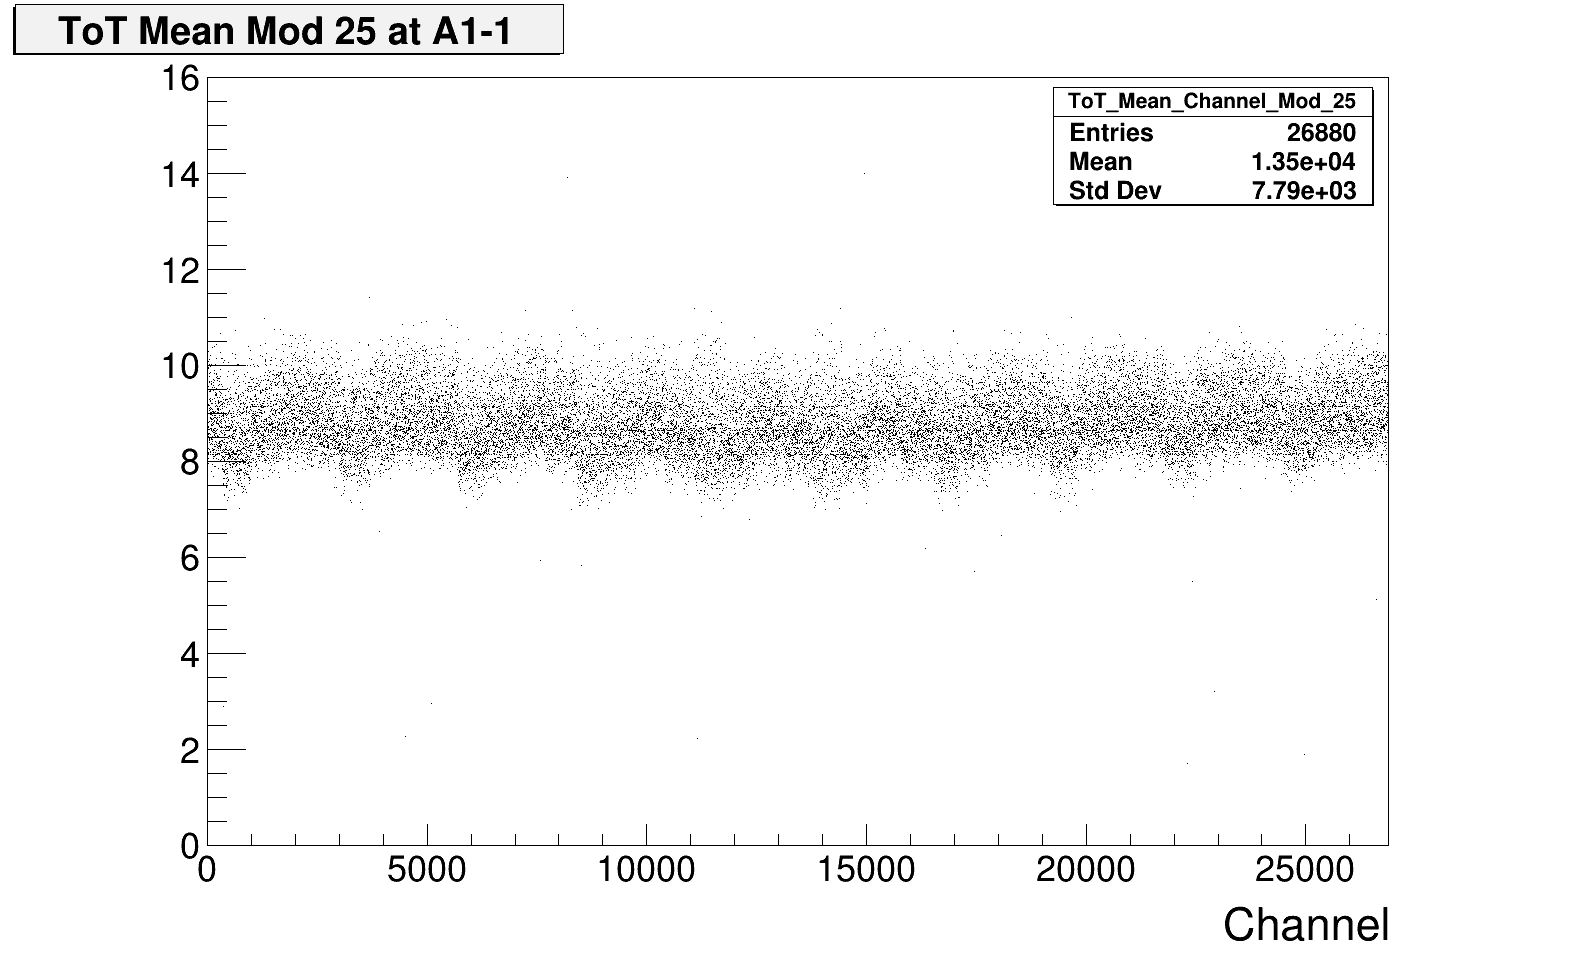 ToT Mean Mod 25 at A1-1
ToT_Mean_Channel_Mod_25
Entries 26880
Mean 1.35e+04
Std Dev 7.79e+03
16
14
12
10
8
6
4
2
0
0 5000 10000 15000 20000 25000
Channel